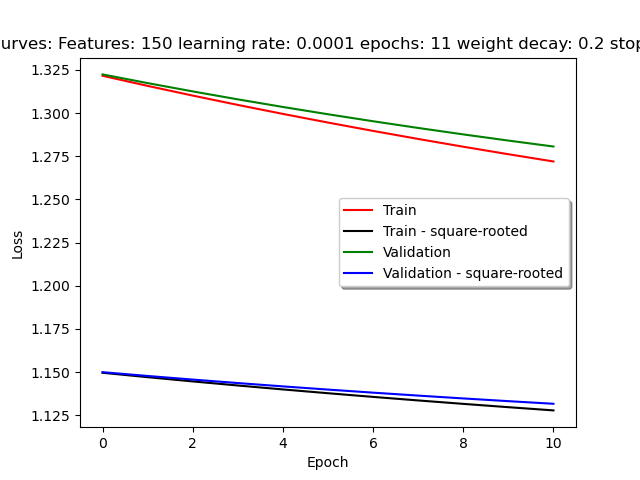 urves: Features: 150 learning rate: 0.0001 epochs: 11 weight decay: 0.2 stop
1.325
1.300
1.275
1.250
1.225
1.200
1.175
1.150
1.125
Loss
Train
Train - square-rooted
Validation
Validation - square-rooted
0 2 4 6 8 10
Epoch